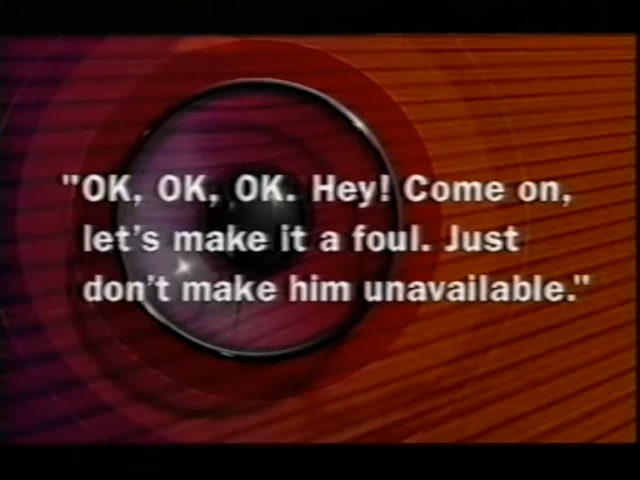 "OK, OK, OK. Hey! Come on,
let's make it a foul. Just
don't make him unavailable."